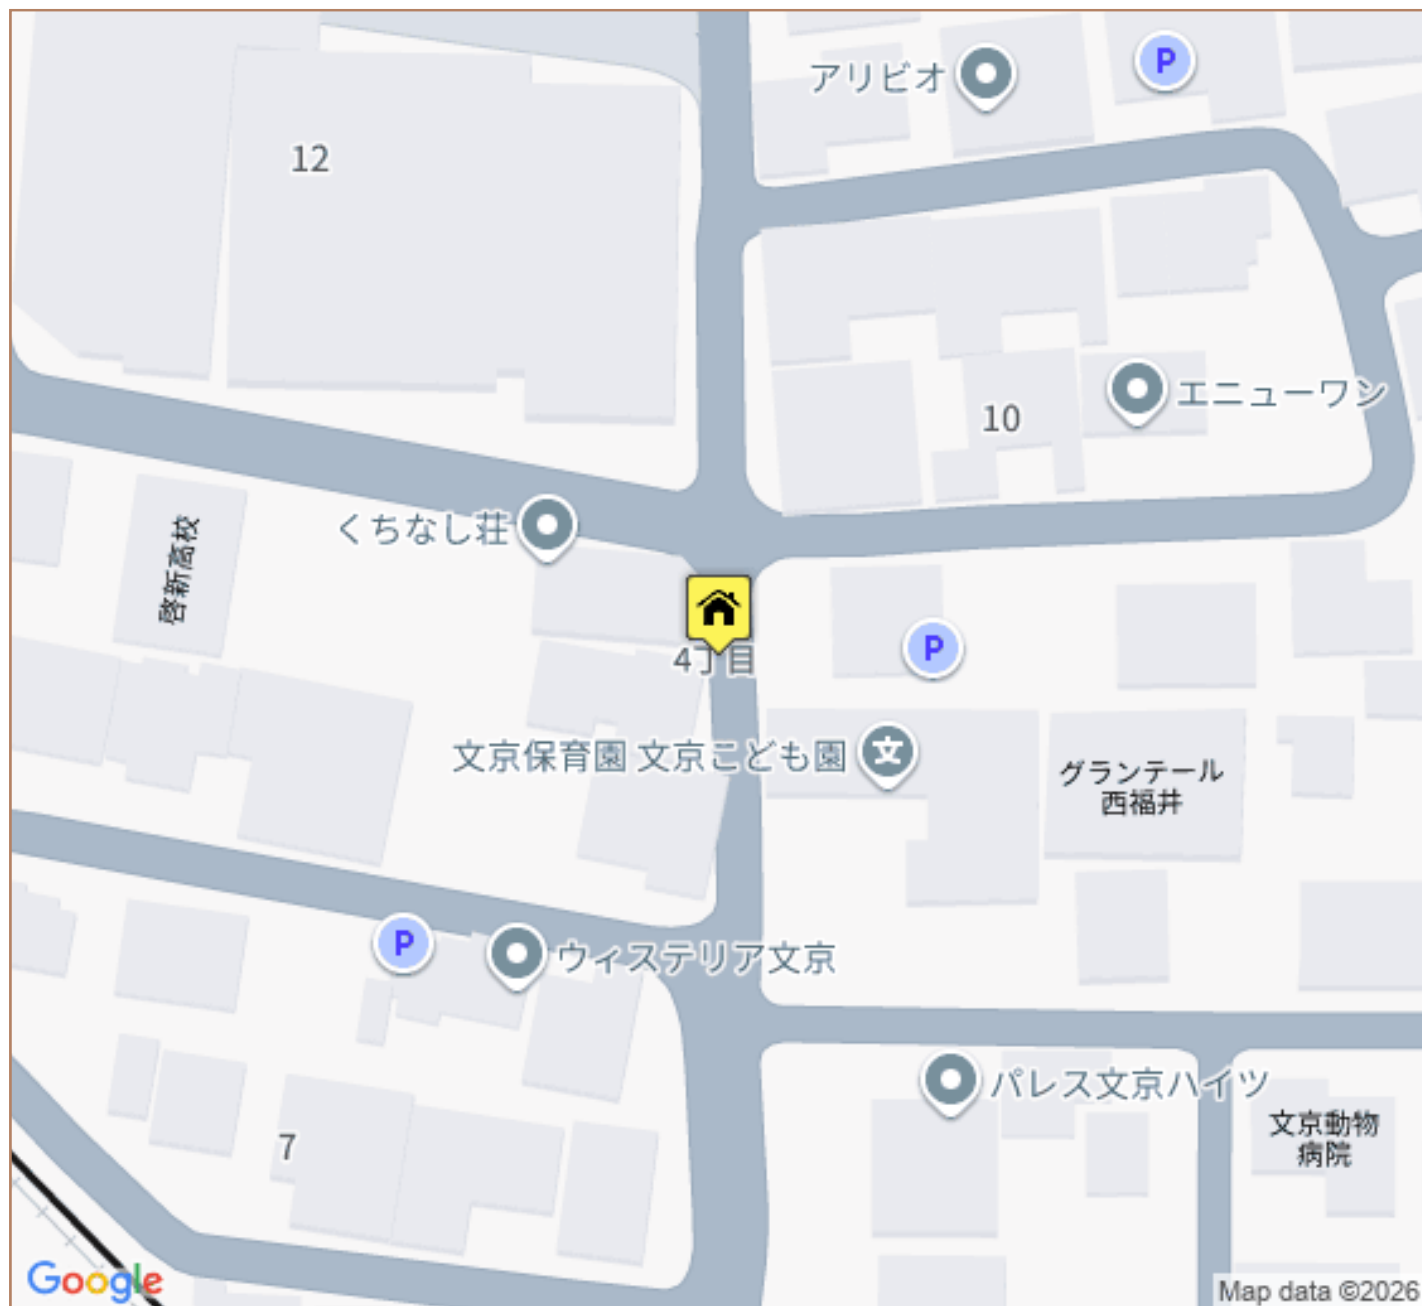 アリビオ
P
12
エニューワン
10
くちなし荘
啓新高校
4丁目
P
文京保育園 文京こども園
文
グランテール
西福井
P
ウィステリア文京
パレス文京ハイツ
文京動物
病院
7
Google
Map data ©2026